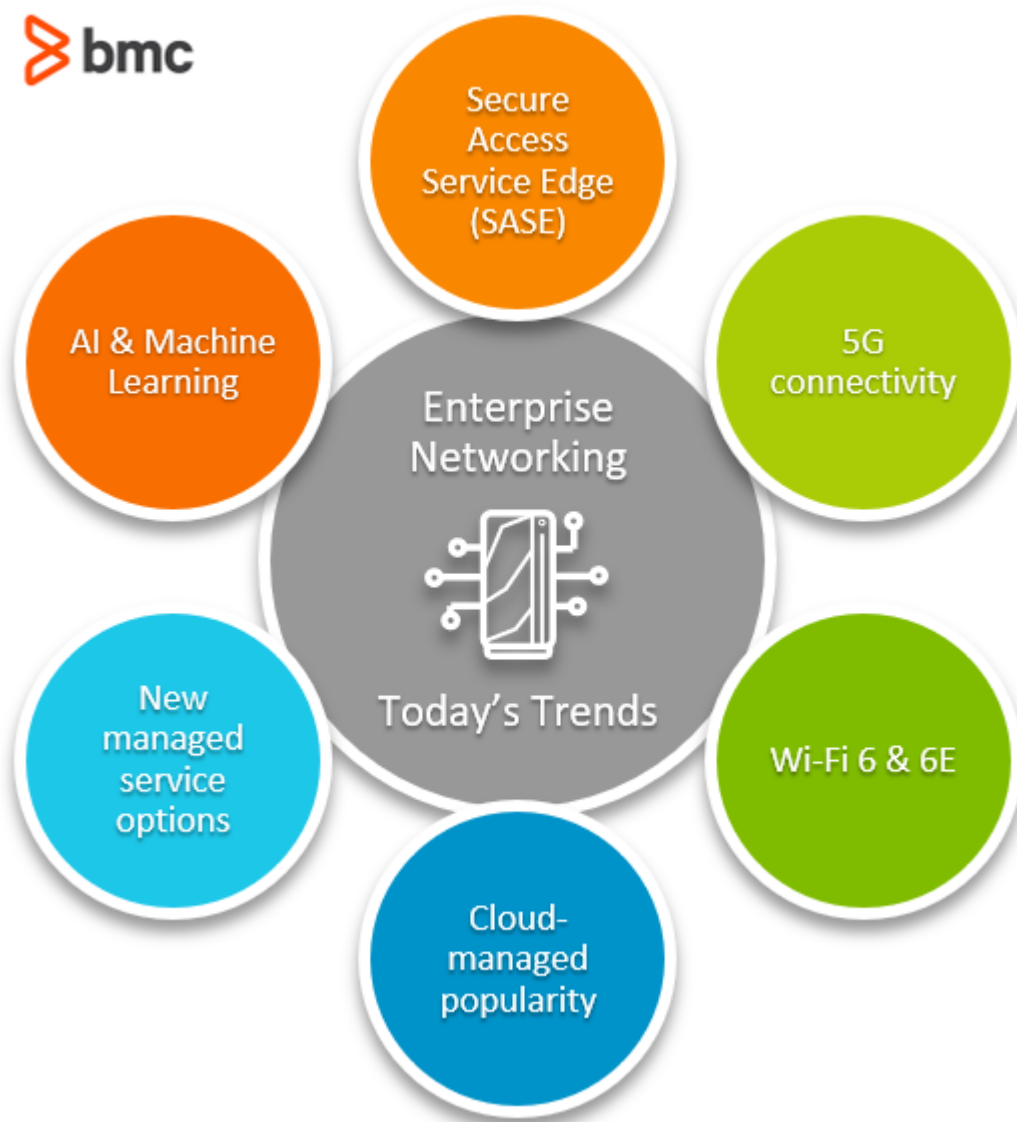 bmc
Secure
Access
Service Edge
(SASE)
AI & Machine
Learning
5G
connectivity
Enterprise
Networking
Today's Trends
New
managed
service
options
Wi-Fi 6 & 6E
Cloud-
managed
popularity